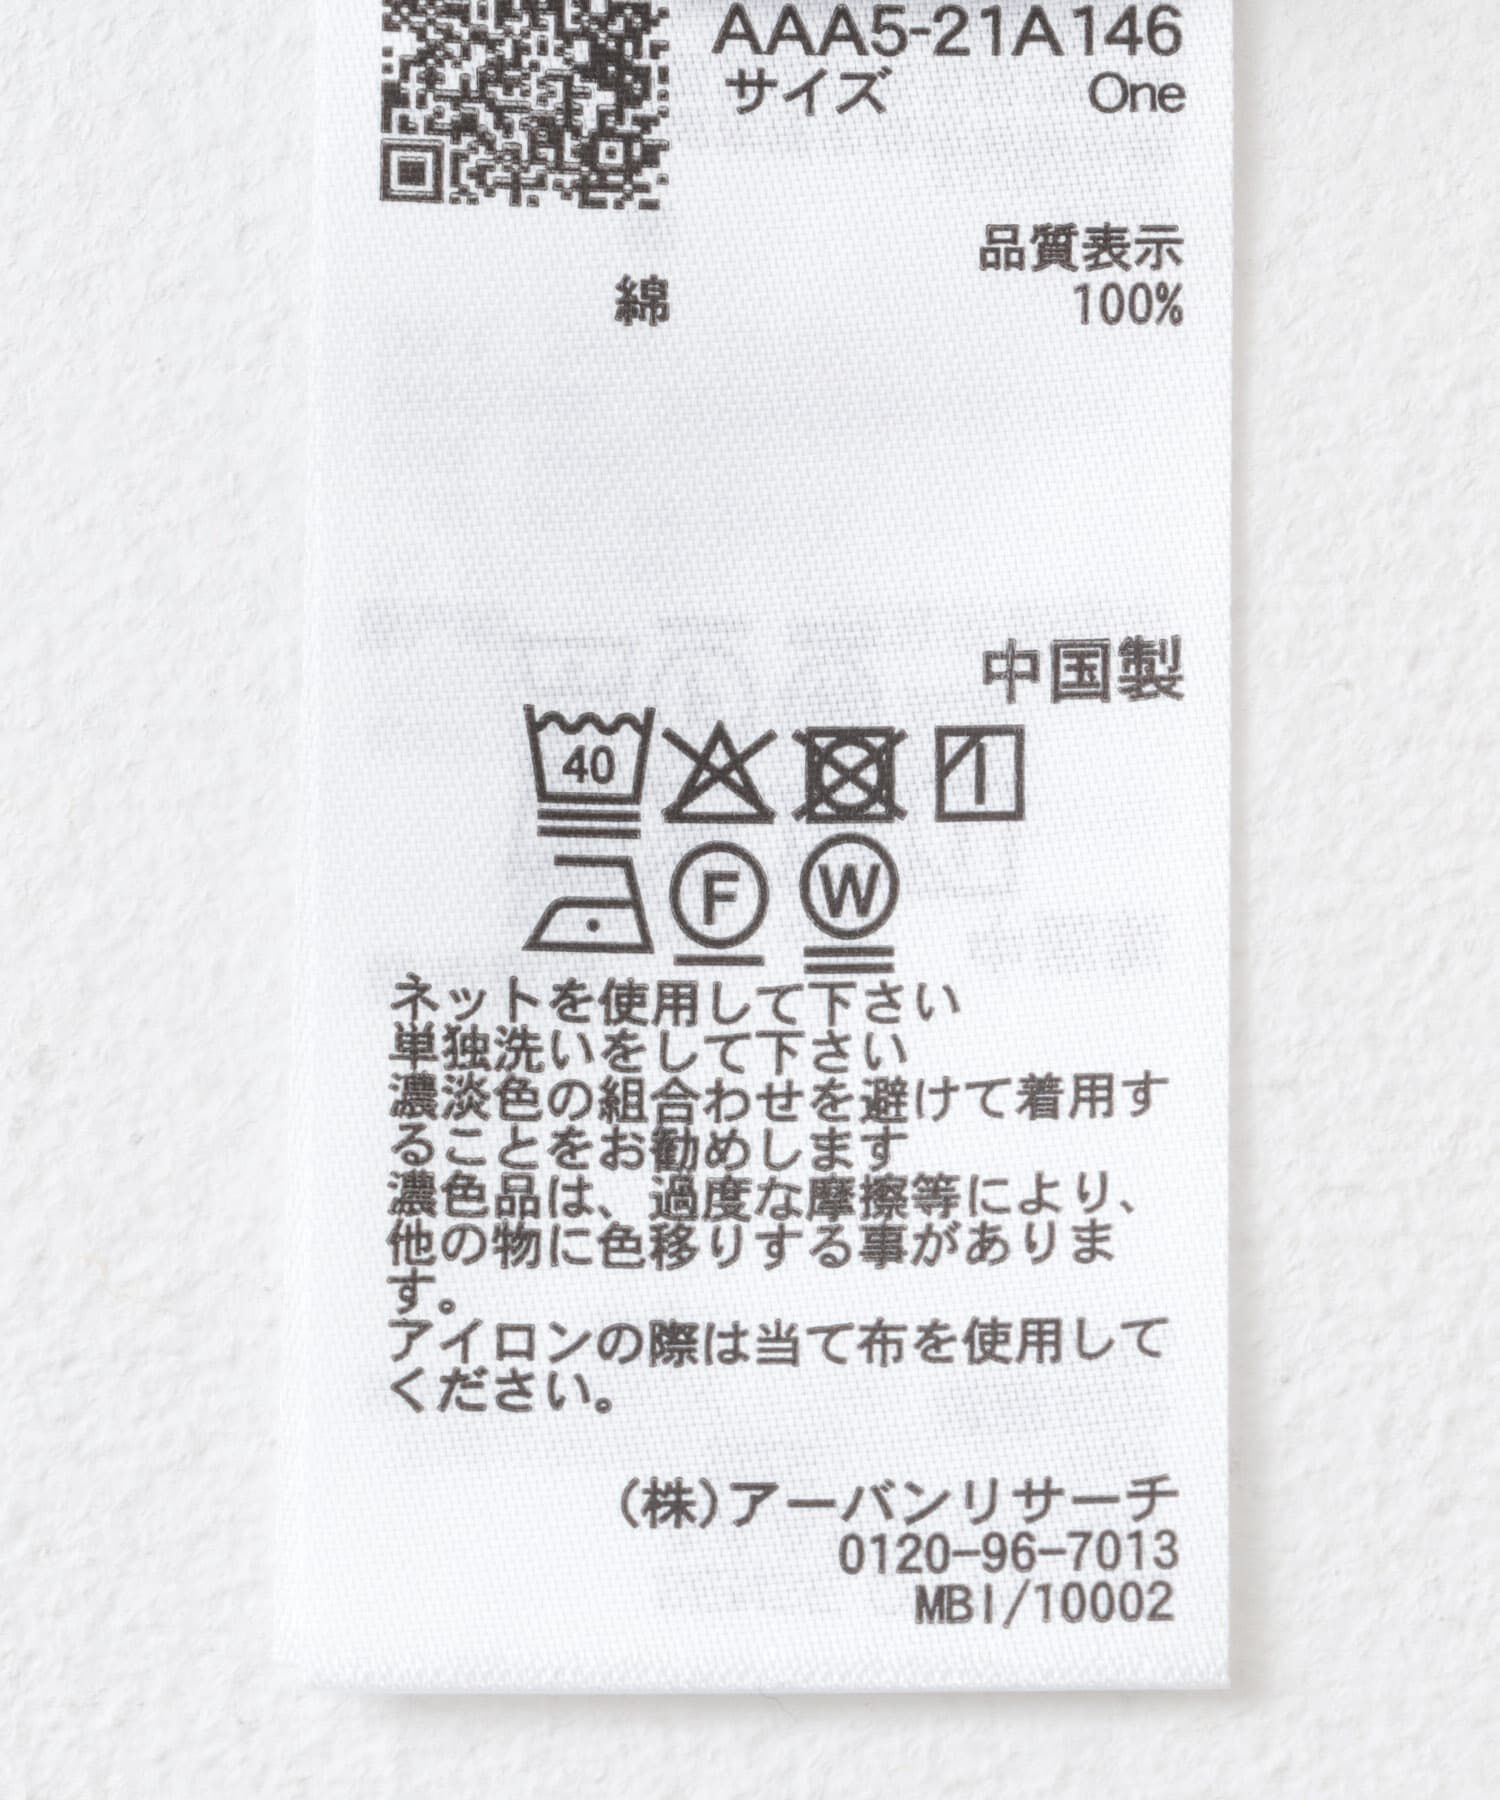 AAA5-21A146
サイズ One
品質表示
綿 100%
中国製
40
F W
ネットを使用して下さい
単独洗いをして下さい
濃淡色の組合わせを避けて着用す
ることをお勧めします
濃色品は、過度な摩擦等により、
他の物に色移りする事がありま
す。
アイロンの際は当て布を使用して
ください。
(株)アーバンリサーチ
0120-96-7013
MBI/10002